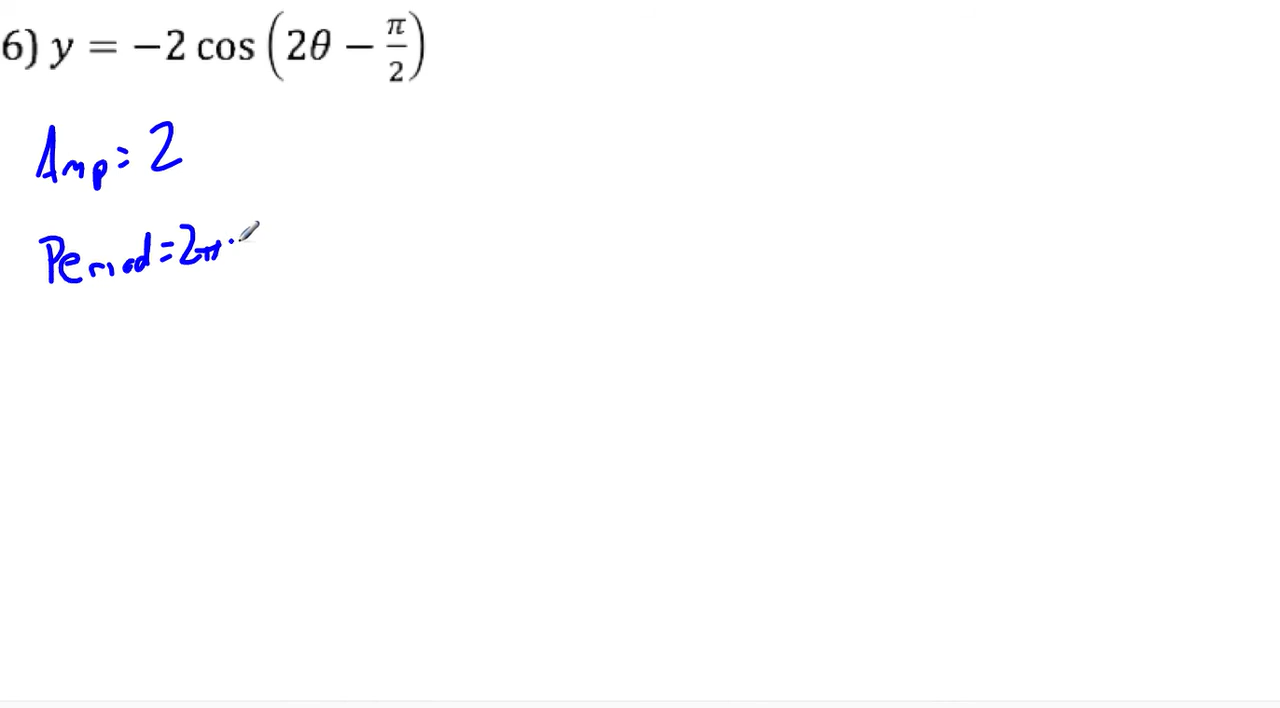 6) y = −2 cos (2θ − π/2)
Amp = 2
Period = 2π ·